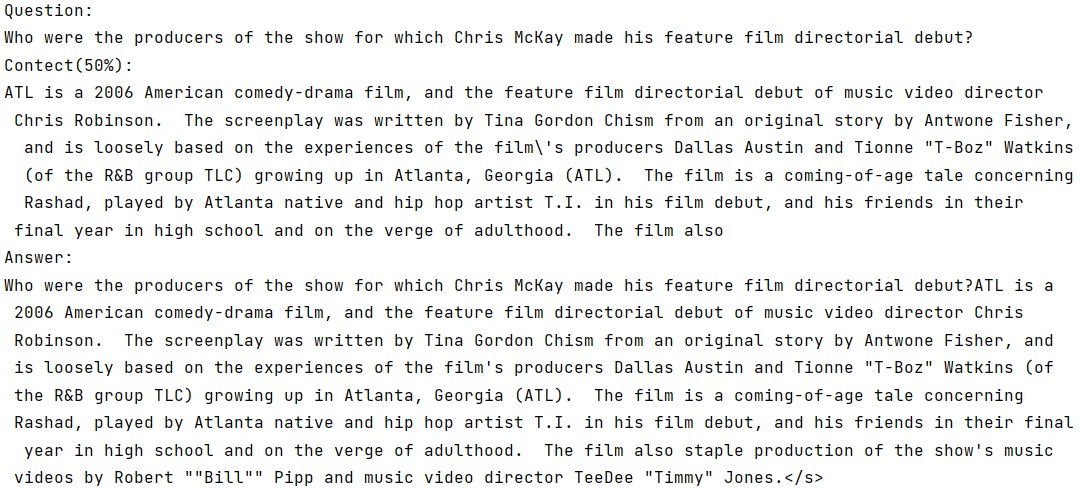 Question:
Who were the producers of the show for which Chris McKay made his feature film directorial debut?
Contect(50%):
ATL is a 2006 American comedy-drama film, and the feature film directorial debut of music video director
Chris Robinson.  The screenplay was written by Tina Gordon Chism from an original story by Antwone Fisher,
and is loosely based on the experiences of the film\'s producers Dallas Austin and Tionne "T-Boz" Watkins
(of the R&B group TLC) growing up in Atlanta, Georgia (ATL).  The film is a coming-of-age tale concerning
Rashad, played by Atlanta native and hip hop artist T.I. in his film debut, and his friends in their
final year in high school and on the verge of adulthood.  The film also
Answer:
Who were the producers of the show for which Chris McKay made his feature film directorial debut?ATL is a
2006 American comedy-drama film, and the feature film directorial debut of music video director Chris
Robinson.  The screenplay was written by Tina Gordon Chism from an original story by Antwone Fisher, and
is loosely based on the experiences of the film's producers Dallas Austin and Tionne "T-Boz" Watkins (of
the R&B group TLC) growing up in Atlanta, Georgia (ATL).  The film is a coming-of-age tale concerning
Rashad, played by Atlanta native and hip hop artist T.I. in his film debut, and his friends in their final
year in high school and on the verge of adulthood.  The film also staple production of the show's music
videos by Robert ""Bill"" Pipp and music video director TeeDee "Timmy" Jones.</s>